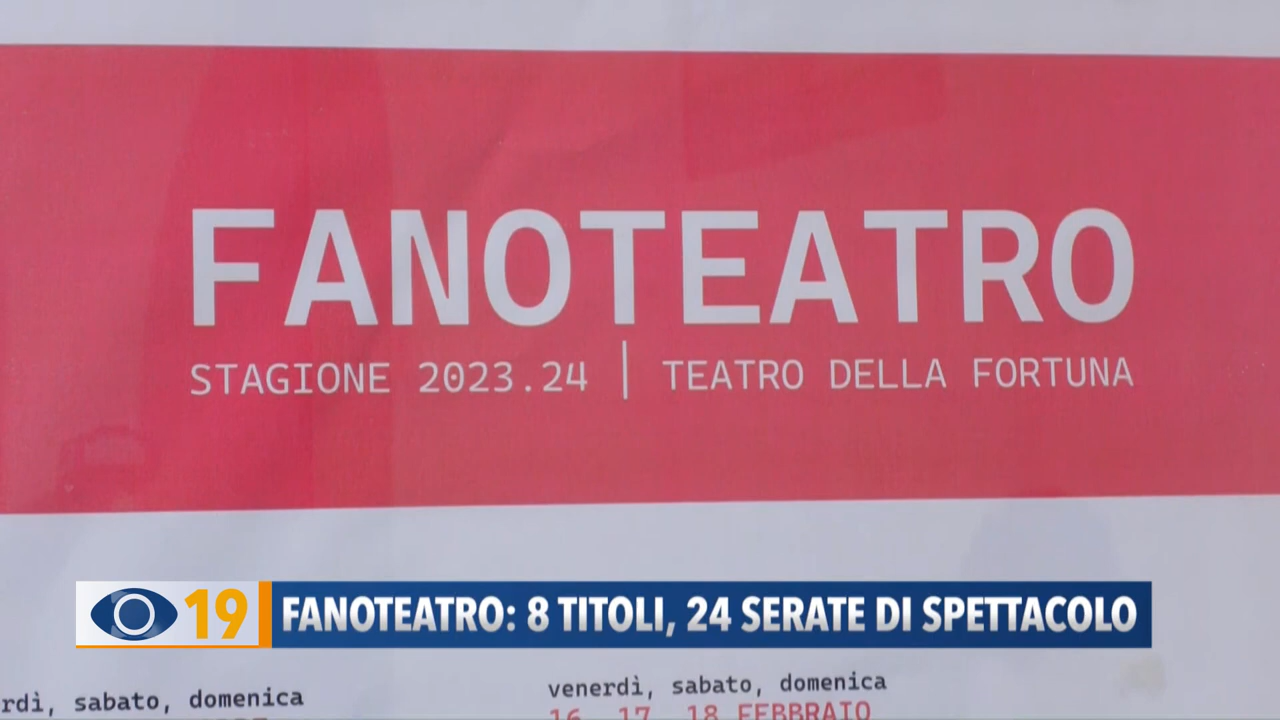 FANOTEATRO
STAGIONE 2023.24 | TEATRO DELLA FORTUNA
19 FANOTEATRO: 8 TITOLI, 24 SERATE DI SPETTACOLO
sabato, domenica
venerdì, sabato, domenica
16, 17, 18 FEBBRAIO